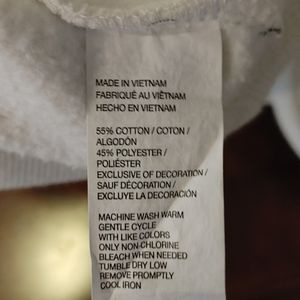 MADE IN VIETNAM
FABRIQUÉ AU VIÊTNAM
HECHO EN VIETNAM
55% COTTON / COTON /
ALGODÓN
45% POLYESTER /
POLIÉSTER
EXCLUSIVE OF DECORATION /
SAUF DÉCORATION /
EXCLUYE LA DECORACIÓN
MACHINE WASH WARM
GENTLE CYCLE
WITH LIKE COLORS
ONLY NON-CHLORINE
BLEACH WHEN NEEDED
TUMBLE DRY LOW
REMOVE PROMPTLY
COOL IRON